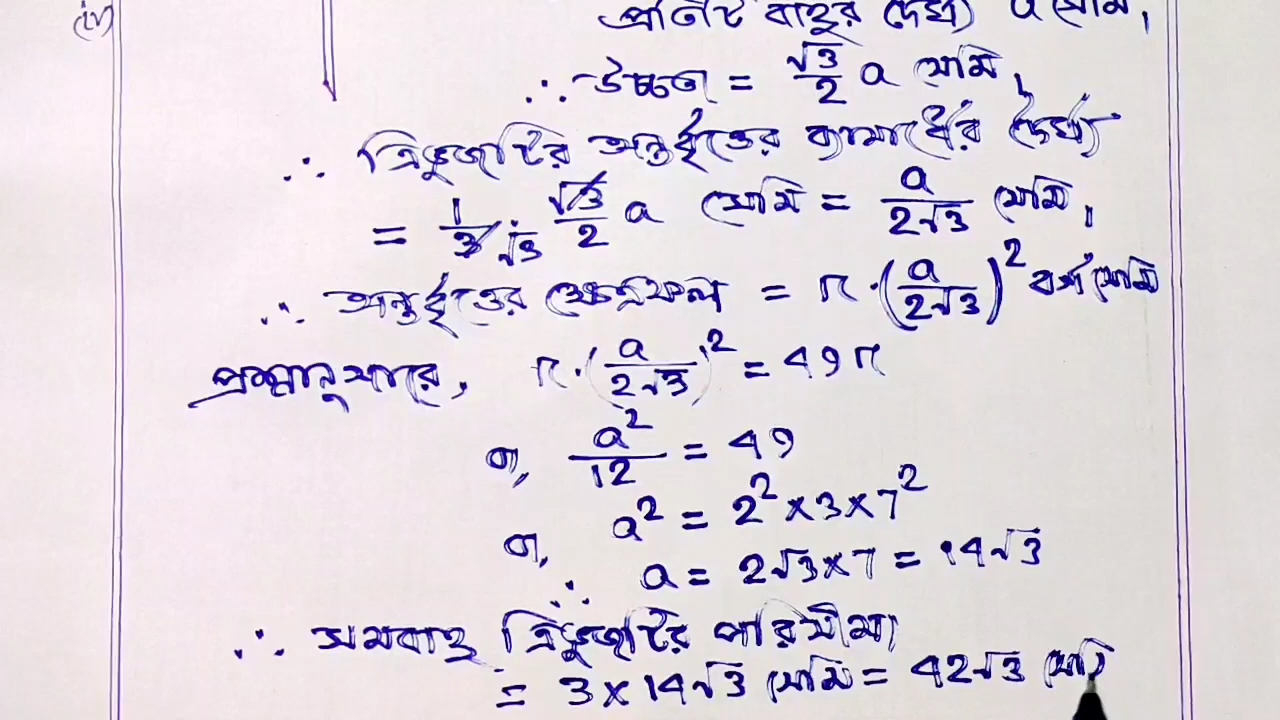 (iv) প্রতিটি বাহুর দৈর্ঘ্য a সেমি,
∴ উচ্চতা = √3/2 a সেমি,
∴ ত্রিভুজটির অন্তর্বৃত্তের ব্যাসার্ধের দৈর্ঘ্য
= 1/3√3 · √3/2 a সেমি = a/2√3 সেমি,
∴ অন্তর্বৃত্তের ক্ষেত্রফল = π·(a/2√3)² বর্গ সেমি
প্রশ্নানুসারে, π·(a/2√3)² = 49π
বা, a²/12 = 49
বা, a² = 2²×3×7²
∴ a = 2√3×7 = 14√3
∴ সমবাহু ত্রিভুজটির পরিসীমা
= 3×14√3 সেমি = 42√3 সেমি